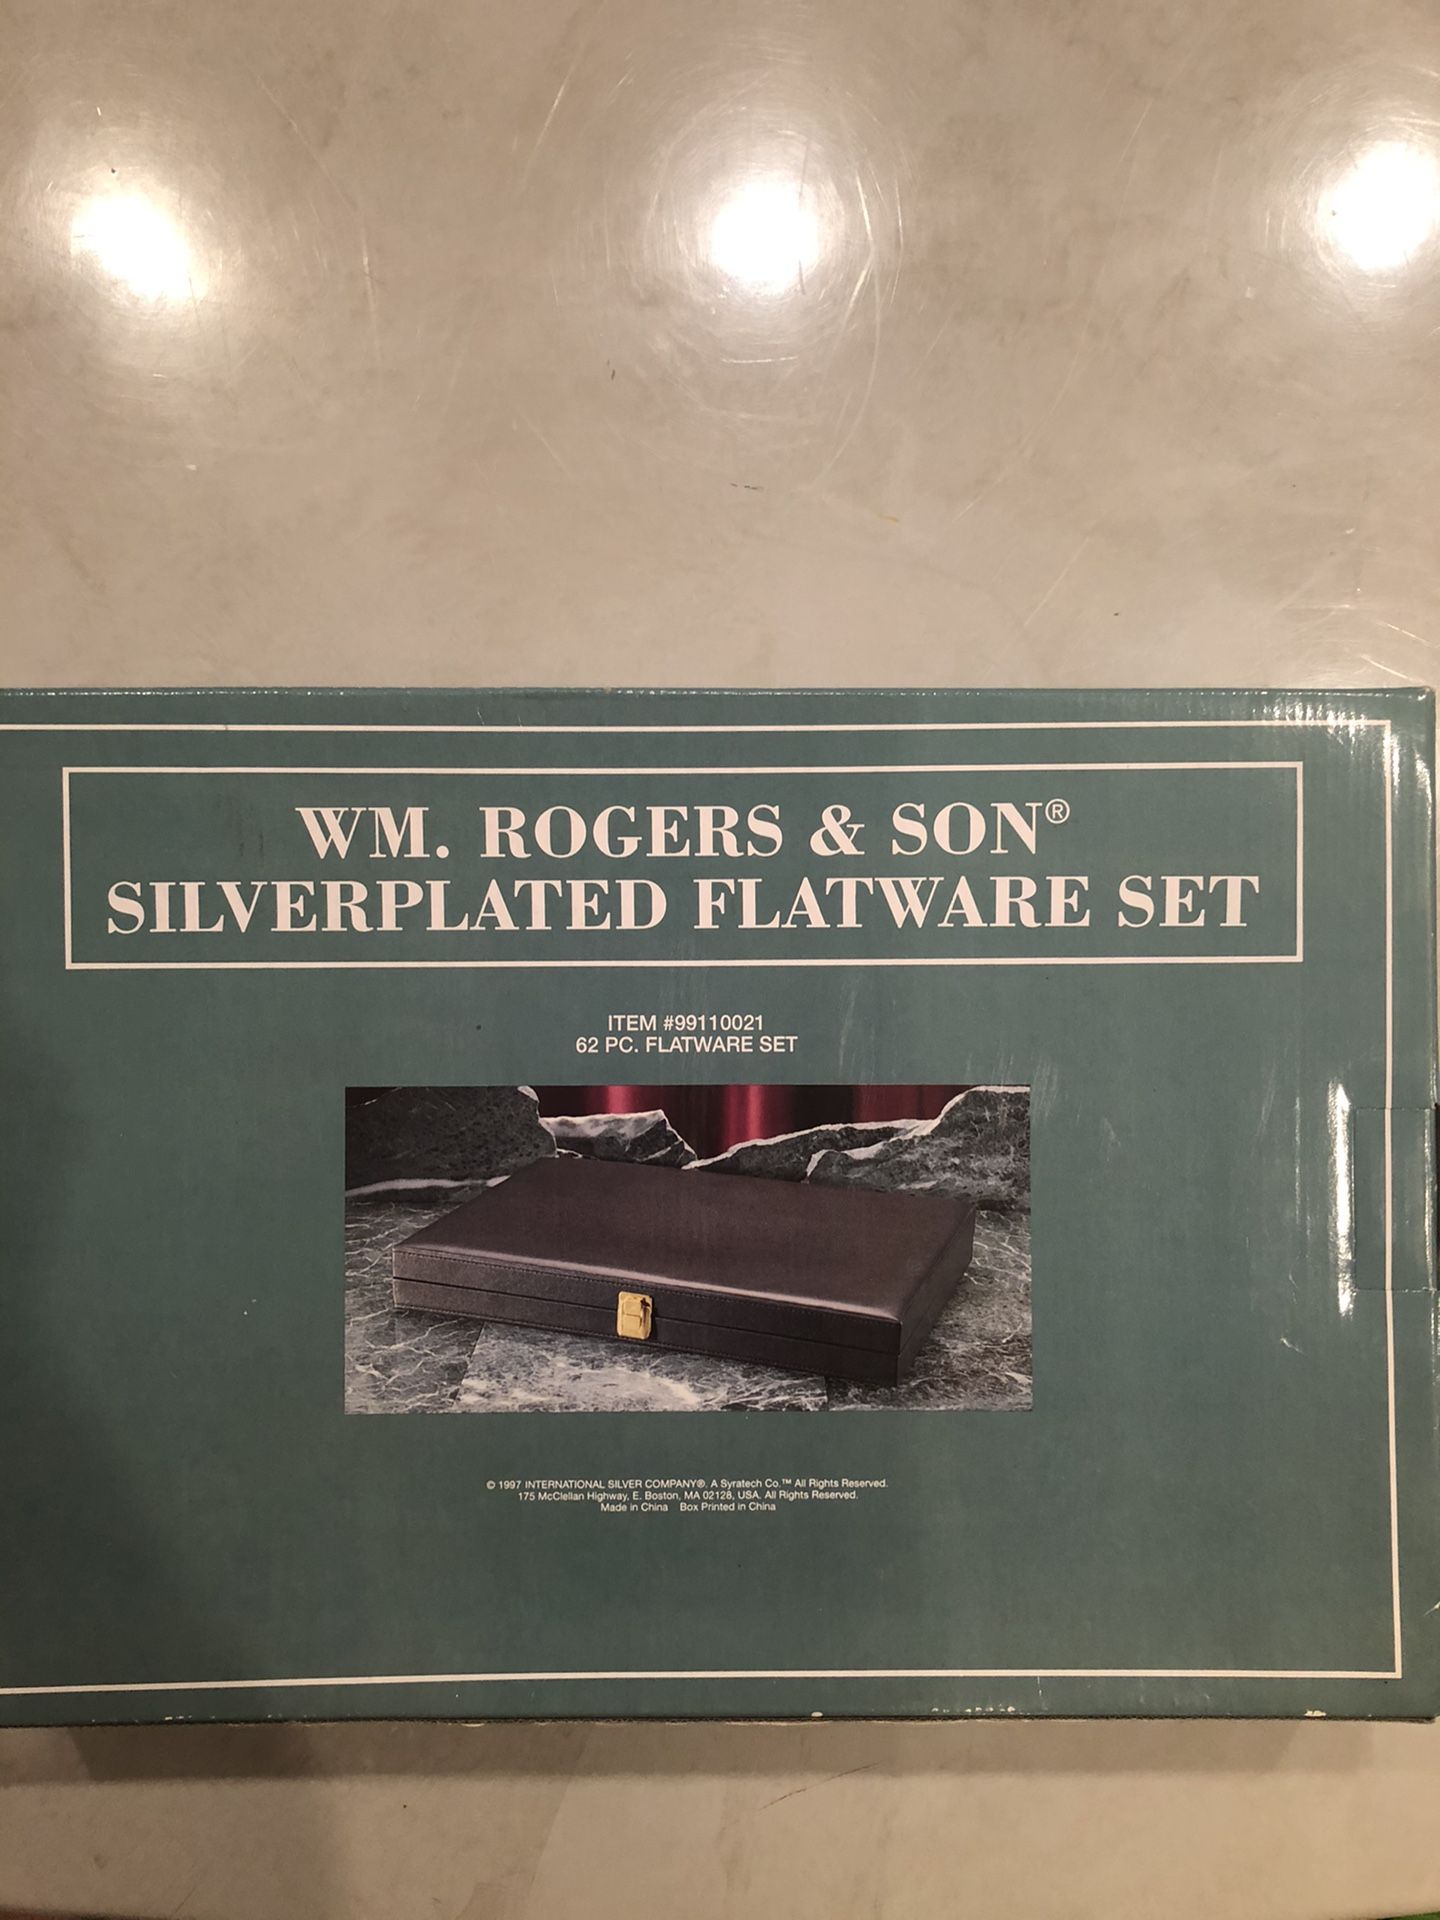 WM. ROGERS & SON®
SILVERPLATED FLATWARE SET
ITEM #99110021
62 PC. FLATWARE SET
© 1997 INTERNATIONAL SILVER COMPANY®. A Syratech Co.™ All Rights Reserved.
175 McClellan Highway, E. Boston, MA 02128, USA. All Rights Reserved.
Made in China Box Printed in China